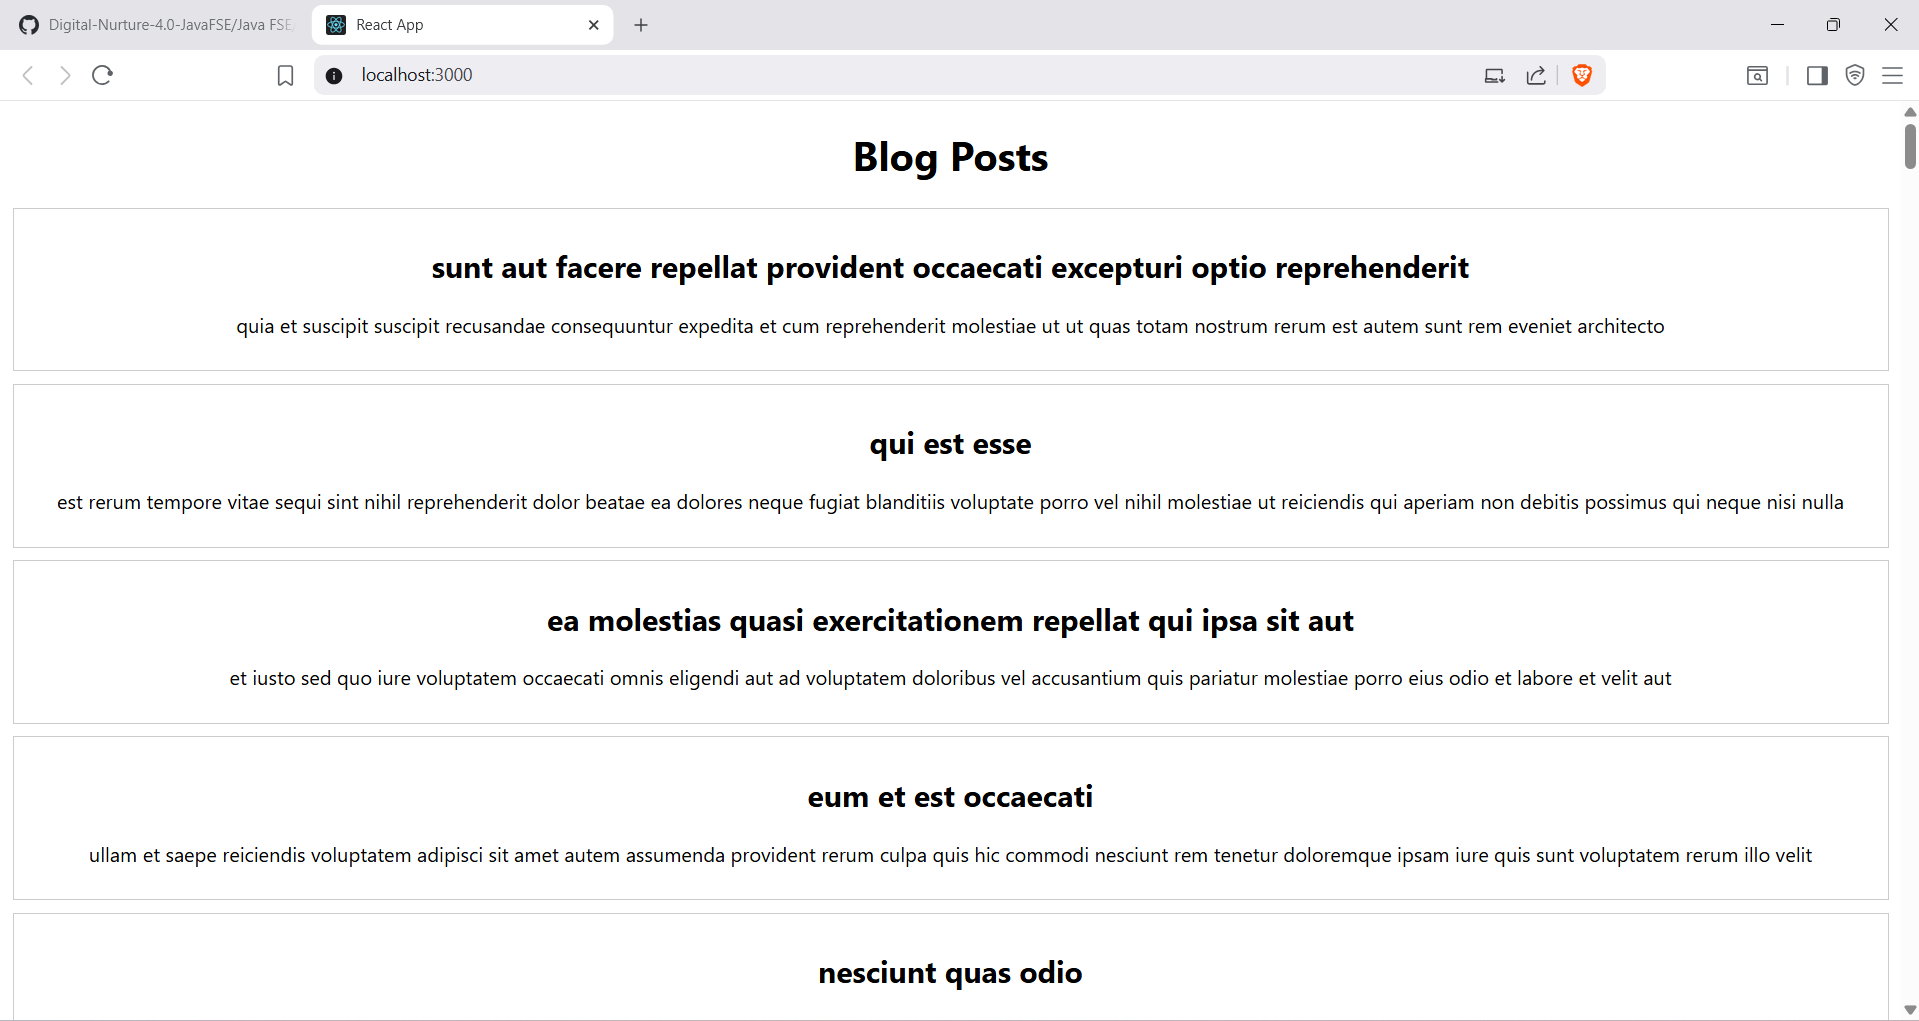 Digital-Nurture-4.0-JavaFSE/Java FSE
React App
localhost:3000
Blog Posts
sunt aut facere repellat provident occaecati excepturi optio reprehenderit
quia et suscipit suscipit recusandae consequuntur expedita et cum reprehenderit molestiae ut ut quas totam nostrum rerum est autem sunt rem eveniet architecto
qui est esse
est rerum tempore vitae sequi sint nihil reprehenderit dolor beatae ea dolores neque fugiat blanditiis voluptate porro vel nihil molestiae ut reiciendis qui aperiam non debitis possimus qui neque nisi nulla
ea molestias quasi exercitationem repellat qui ipsa sit aut
et iusto sed quo iure voluptatem occaecati omnis eligendi aut ad voluptatem doloribus vel accusantium quis pariatur molestiae porro eius odio et labore et velit aut
eum et est occaecati
ullam et saepe reiciendis voluptatem adipisci sit amet autem assumenda provident rerum culpa quis hic commodi nesciunt rem tenetur doloremque ipsam iure quis sunt voluptatem rerum illo velit
nesciunt quas odio